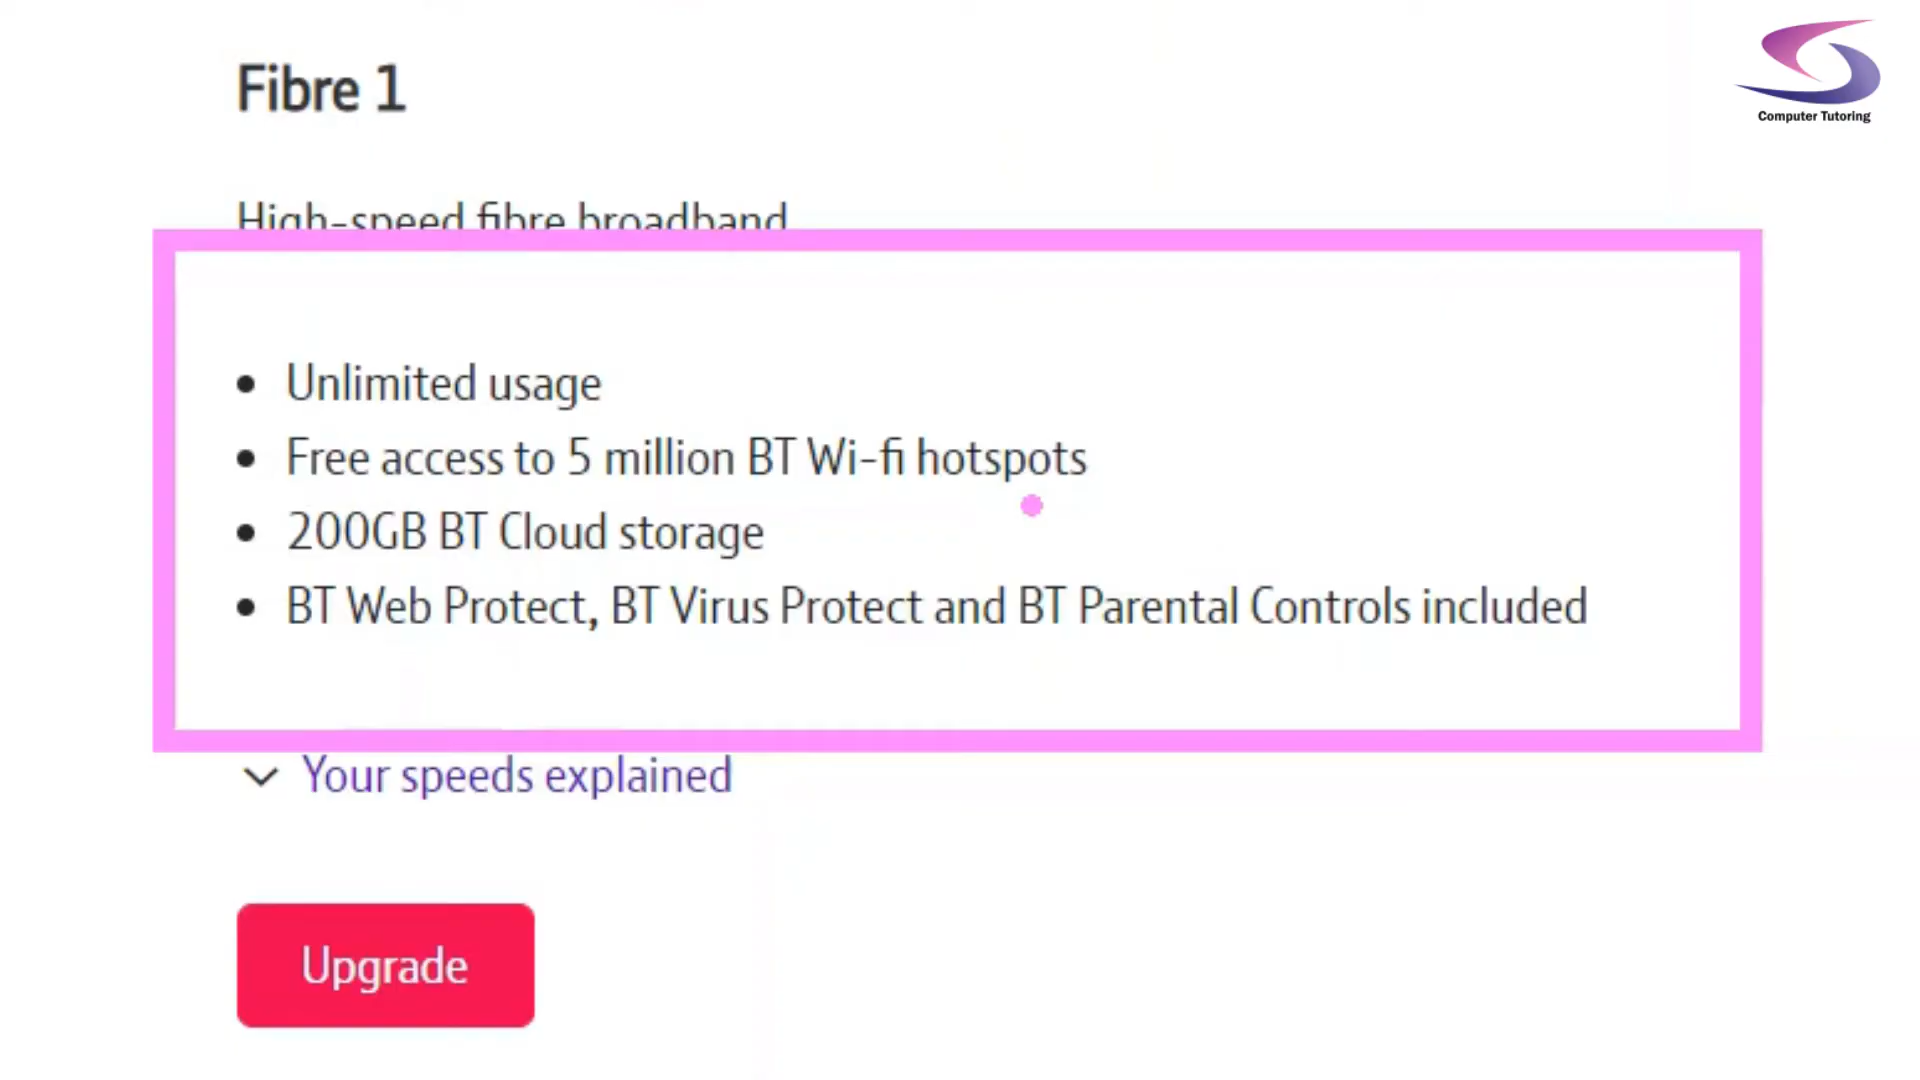 Fibre 1
Computer Tutoring
High-speed fibre broadband
Unlimited usage
Free access to 5 million BT Wi-fi hotspots
200GB BT Cloud storage
BT Web Protect, BT Virus Protect and BT Parental Controls included
Your speeds explained
Upgrade